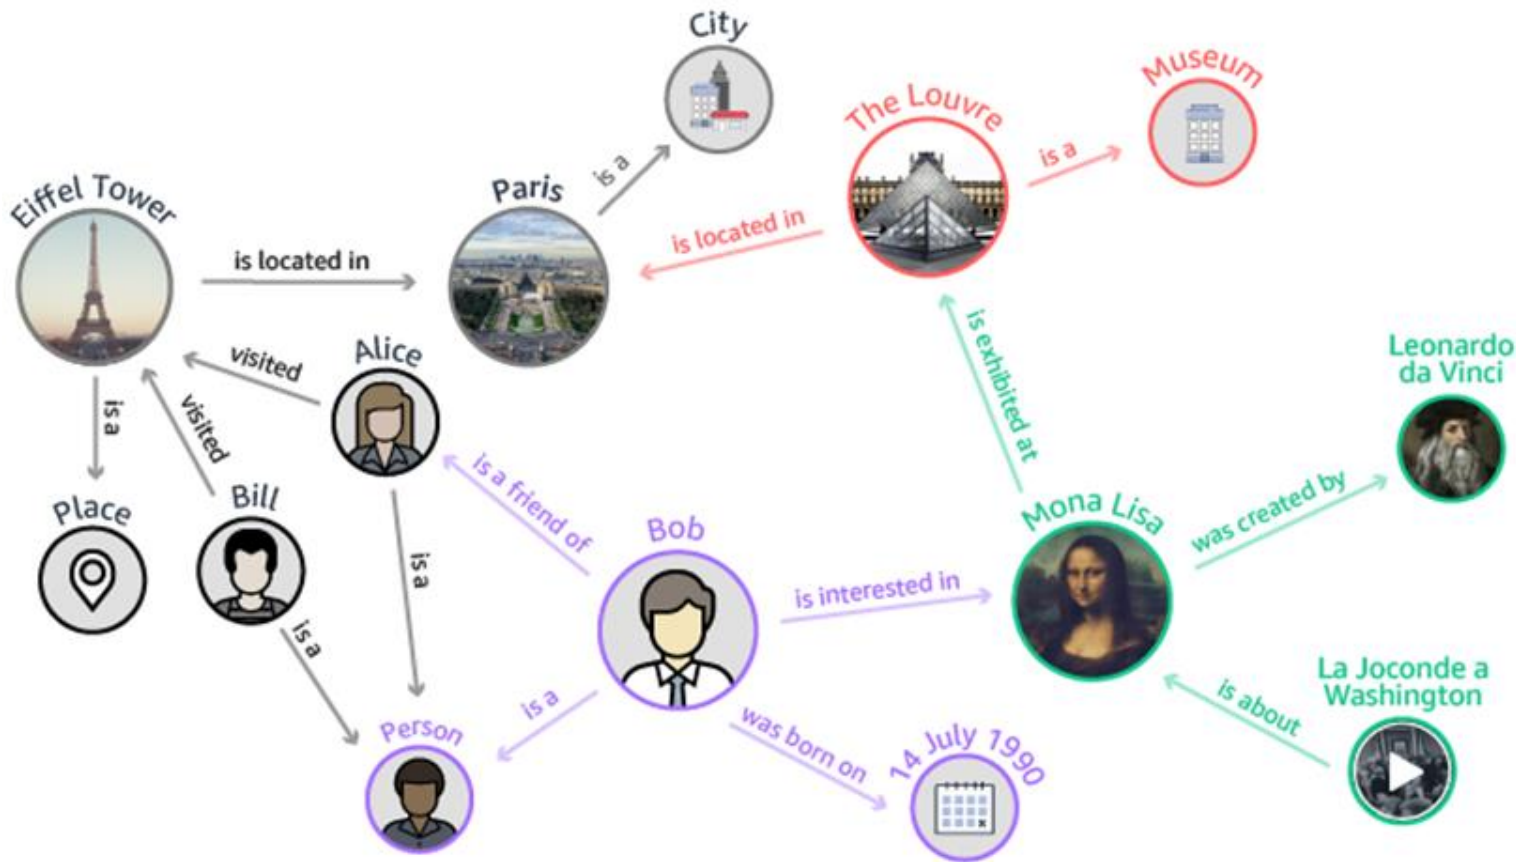 City
Museum
The Louvre
is a
is a
Eiffel Tower
Paris
is located in
is located in
visited
Alice
is exhibited at
Leonardo
da Vinci
is a
visited
is a friend of
Place
Bill
Bob
Mona Lisa
was created by
is a
is interested in
is a
La Joconde a
Washington
is a
is about
Person
was born on
14 July 1990